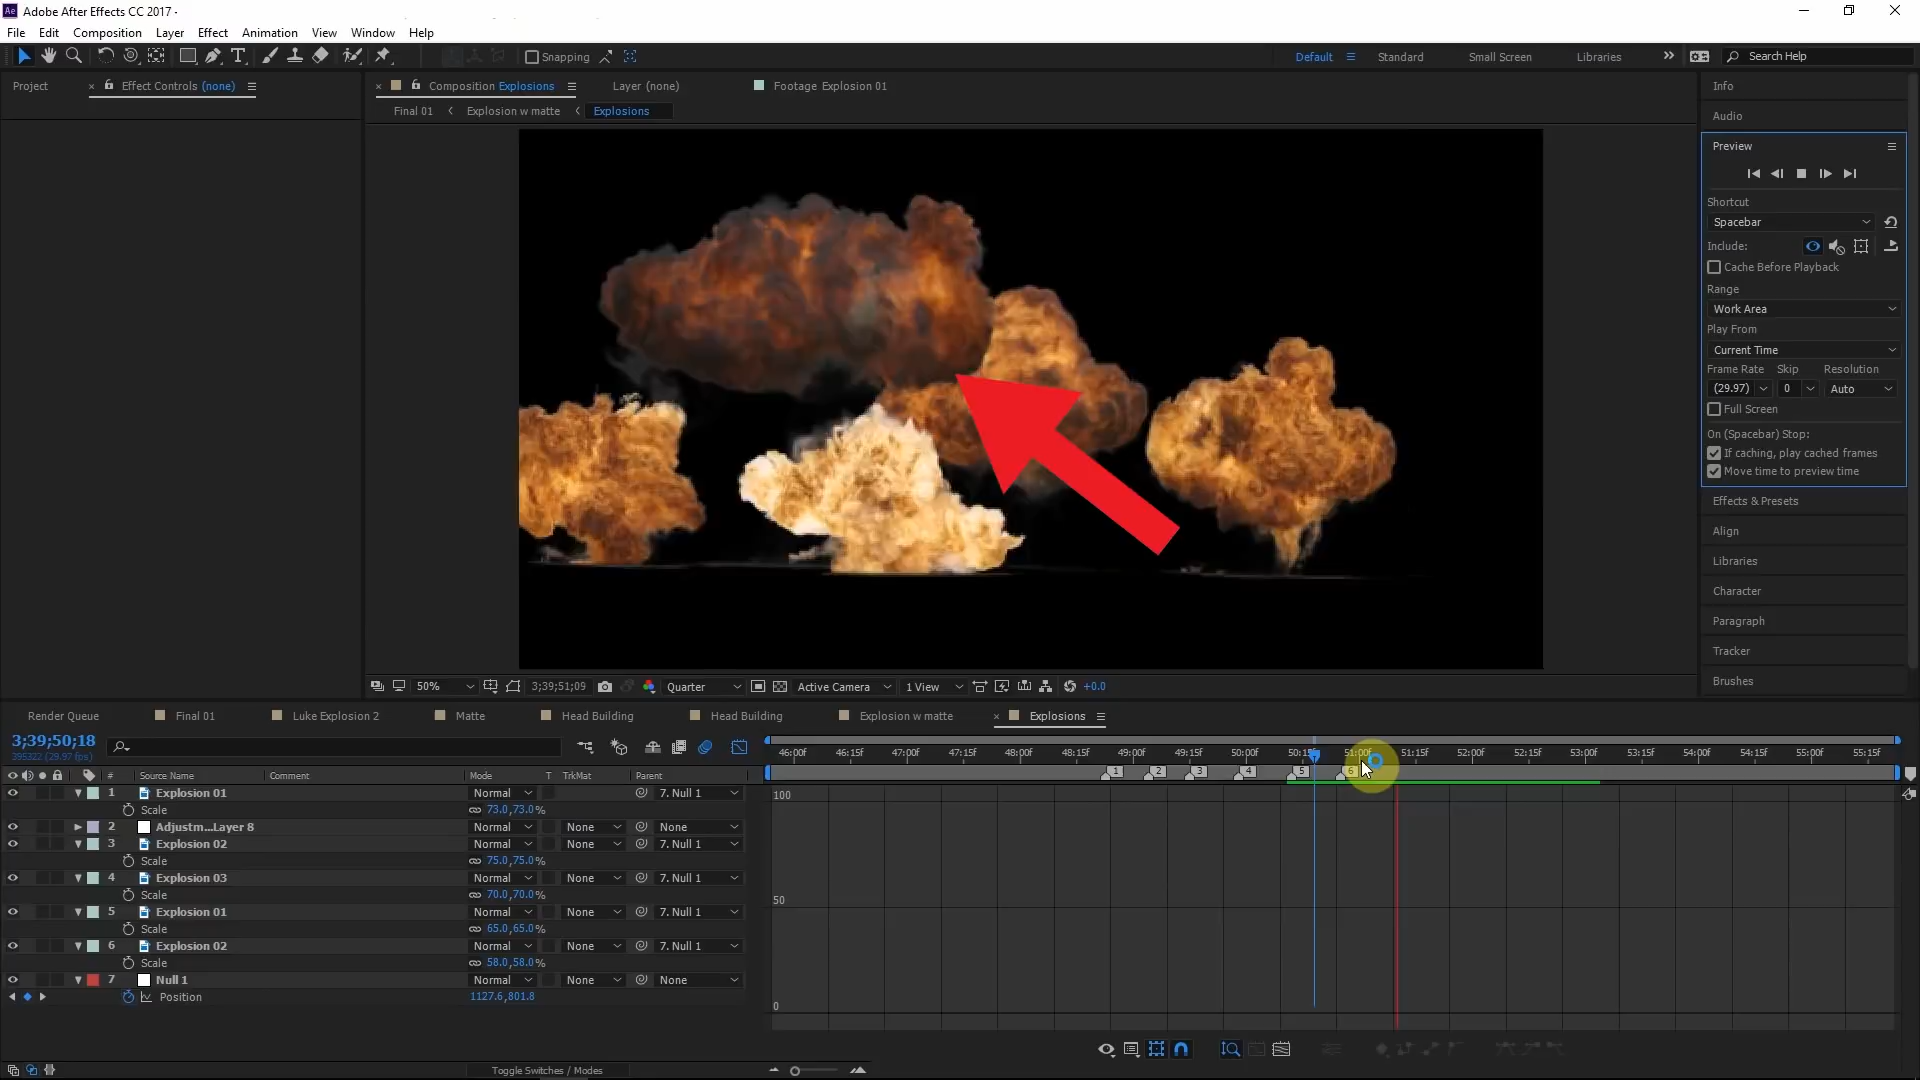 Ae Adobe After Effects CC 2017 -
File Edit Composition Layer Effect Animation View Window Help
Snapping Default Standard Small Screen Libraries Search Help
Project Effect Controls (none) Composition Explosions Layer (none) Footage Explosion 01
Final 01 Explosion w matte Explosions
Info
Audio
Preview
Shortcut
Spacebar
Include:
Cache Before Playback
Range
Work Area
Play From
Current Time
Frame Rate Skip Resolution
(29.97) 0 Auto
Full Screen
On (Spacebar) Stop:
If caching, play cached frames
Move time to preview time
Effects & Presets
Align
Libraries
Character
Paragraph
Tracker
Brushes
50% 3;39;51;09 Quarter Active Camera 1 View +0.0
Render Queue Final 01 Luke Explosion 2 Matte Head Building Head Building Explosion w matte Explosions
3;39;50;18
395322 (29.97 fps)
46:00f 46:15f 47:00f 47:15f 48:00f 48:15f 49:00f 49:15f 50:00f 50:15f 51:00f 51:15f 52:00f 52:15f 53:00f 53:15f 54:00f 54:15f 55:00f 55:15f
1 2 3 4 5 6
# Source Name Comment Mode T TrkMat Parent
1 Explosion 01 Normal 7. Null 1
Scale 73.0,73.0%
2 Adjustm...Layer 8 Normal None None
3 Explosion 02 Normal None 7. Null 1
Scale 75.0,75.0%
4 Explosion 03 Normal None 7. Null 1
Scale 70.0,70.0%
5 Explosion 01 Normal None 7. Null 1
Scale 65.0,65.0%
6 Explosion 02 Normal None 7. Null 1
Scale 58.0,58.0%
7 Null 1 Normal None None
Position 1127.6,801.8
100
50
0
Toggle Switches / Modes